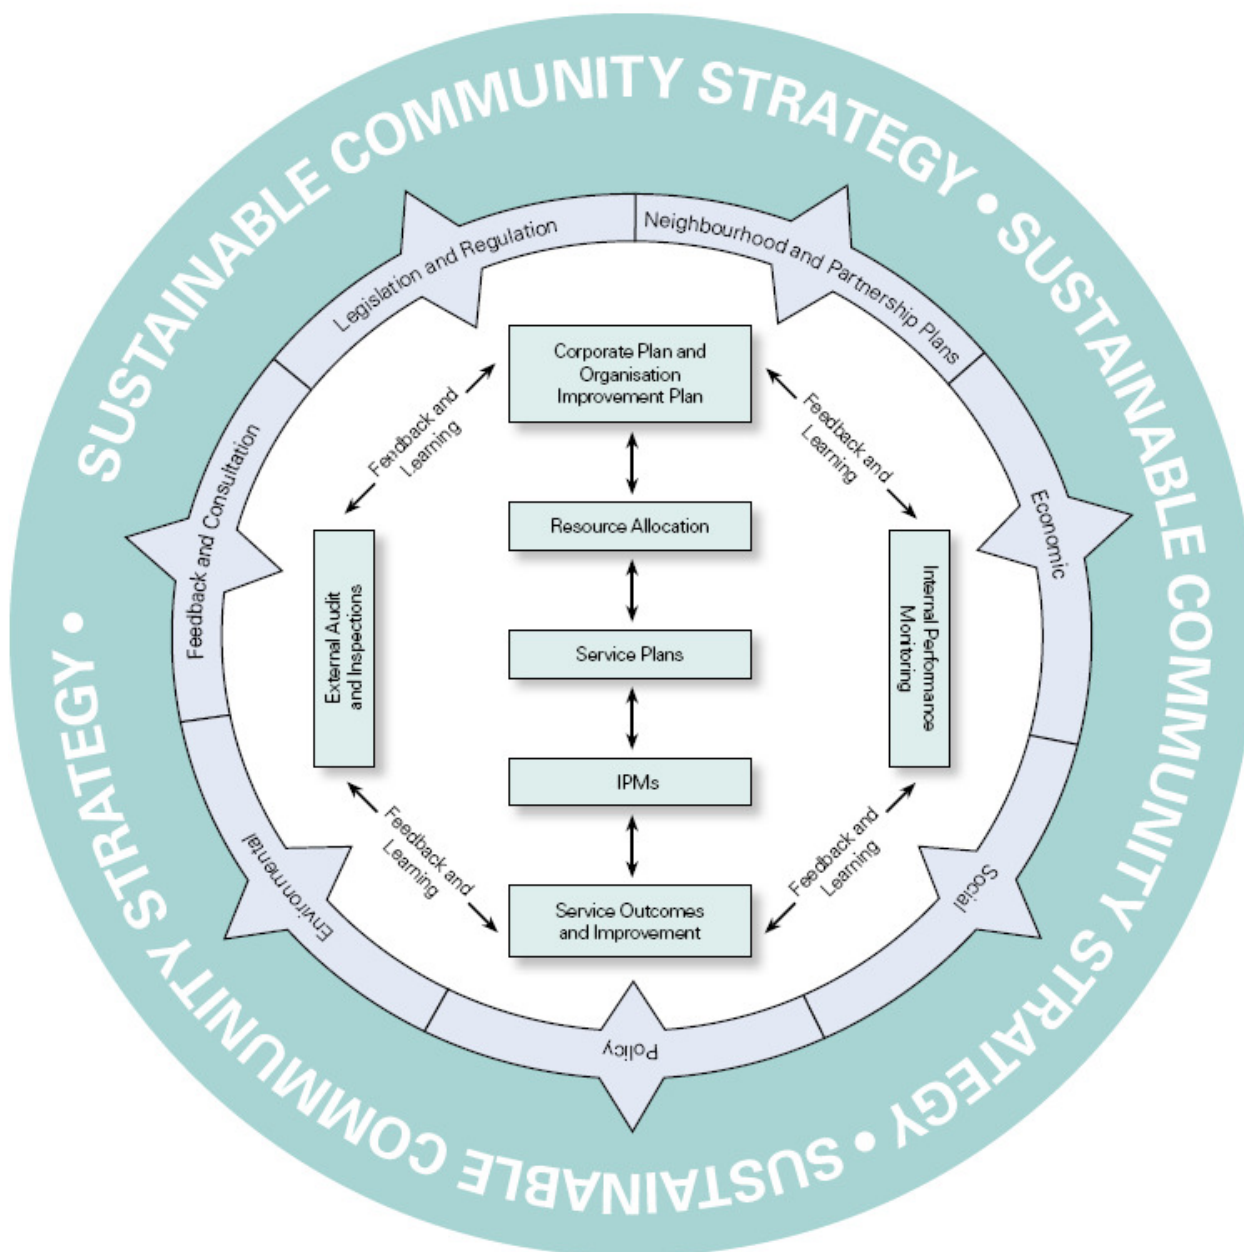 SUSTAINABLE COMMUNITY STRATEGY • SUSTAINABLE COMMUNITY STRATEGY • SUSTAINABLE COMMUNITY STRATEGY •
Legislation and Regulation
Neighbourhood and Partnership Plans
Economic
Social
Policy
Environmental
Feedback and Consultation
Corporate Plan and
Organisation
Improvement Plan
Feedback and
Learning
Feedback and
Learning
Resource Allocation
External Audit
and Inspections
Service Plans
Internal Performance
Monitoring
IPMs
Feedback and
Learning
Feedback and
Learning
Service Outcomes
and Improvement